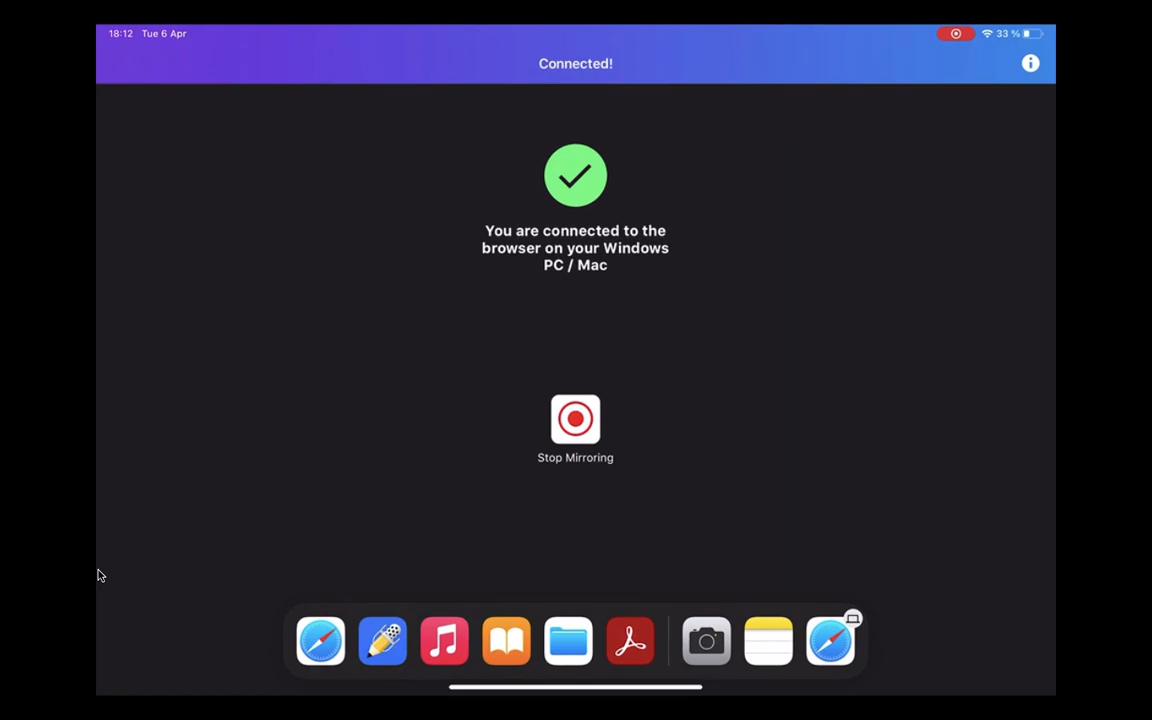 18:12 Tue 6 Apr
33 %
Connected!
You are connected to the
browser on your Windows
PC / Mac
Stop Mirroring